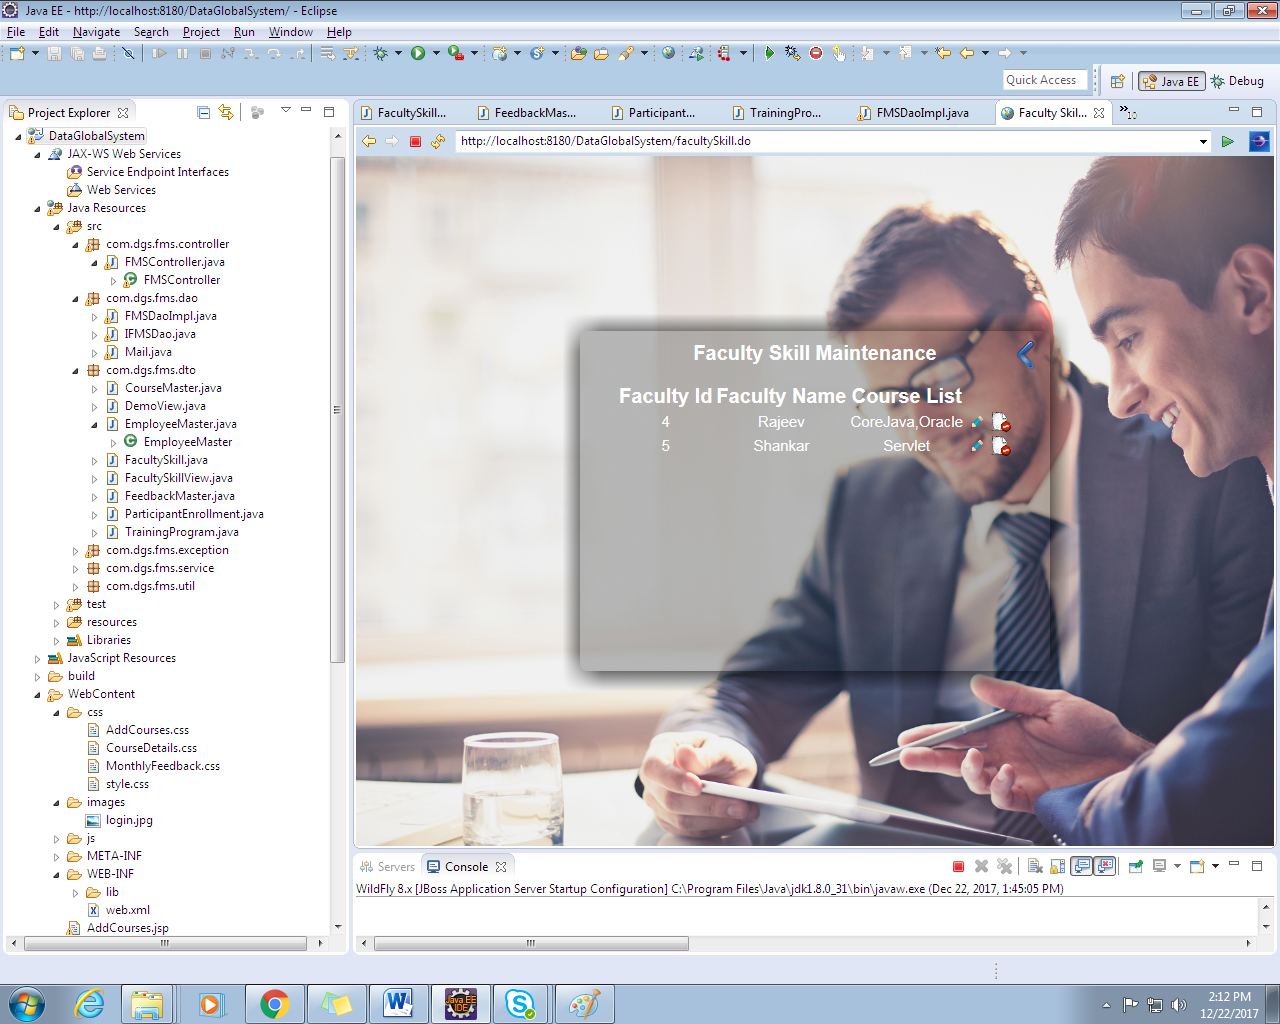 Java EE - http://localhost:8180/DataGlobalSystem/ - Eclipse
File Edit Navigate Search Project Run Window Help
Quick Access
Java EE
Debug
Project Explorer
DataGlobalSystem
JAX-WS Web Services
Service Endpoint Interfaces
Web Services
Java Resources
src
com.dgs.fms.controller
FMSController.java
FMSController
com.dgs.fms.dao
FMSDaoImpl.java
IFMSDao.java
Mail.java
com.dgs.fms.dto
CourseMaster.java
DemoView.java
EmployeeMaster.java
EmployeeMaster
FacultySkill.java
FacultySkillView.java
FeedbackMaster.java
ParticipantEnrollment.java
TrainingProgram.java
com.dgs.fms.exception
com.dgs.fms.service
com.dgs.fms.util
test
resources
Libraries
JavaScript Resources
build
WebContent
css
AddCourses.css
CourseDetails.css
MonthlyFeedback.css
style.css
images
login.jpg
js
META-INF
WEB-INF
lib
web.xml
AddCourses.jsp
FacultySkill... FeedbackMas... Participant... TrainingPro... FMSDaoImpl.java Faculty Skil... »10
http://localhost:8180/DataGlobalSystem/facultySkill.do
Faculty Skill Maintenance
Faculty Id Faculty Name Course List
4 Rajeev CoreJava,Oracle
5 Shankar Servlet
Servers Console
WildFly 8.x [JBoss Application Server Startup Configuration] C:\Program Files\Java\jdk1.8.0_31\bin\javaw.exe (Dec 22, 2017, 1:45:05 PM)
Java EE
IDE
2:12 PM
12/22/2017